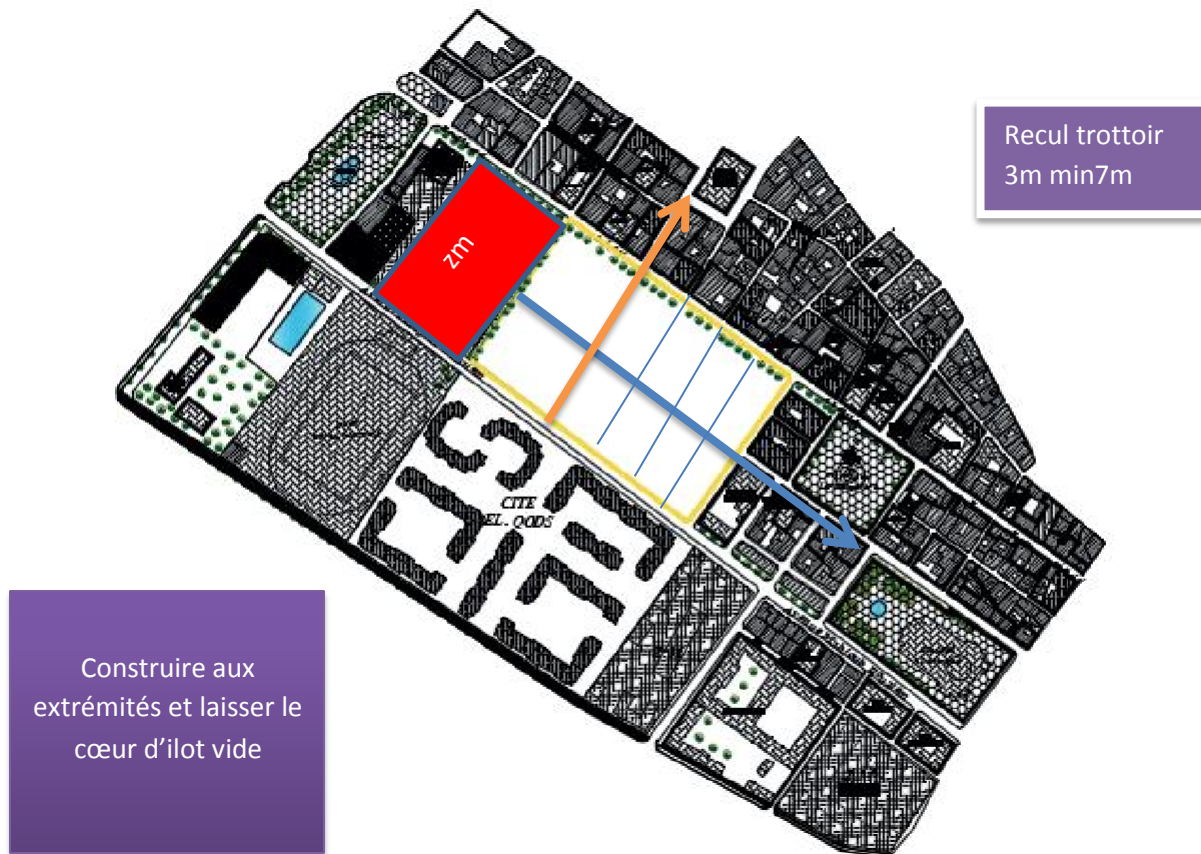 Recul trottoir
3m min7m
zm
CITE
EL. QODS
Construire aux
extrémités et laisser le
cœur d'ilot vide